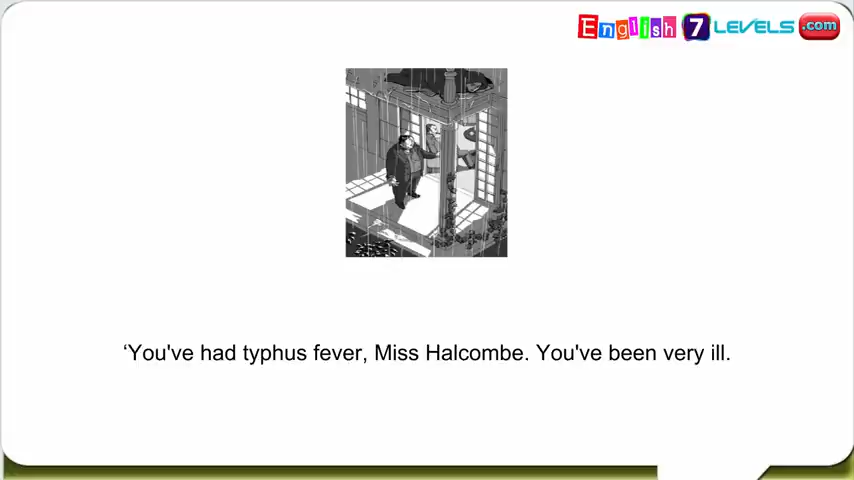 English 7 LEVELS .com
‘You've had typhus fever, Miss Halcombe. You've been very ill.